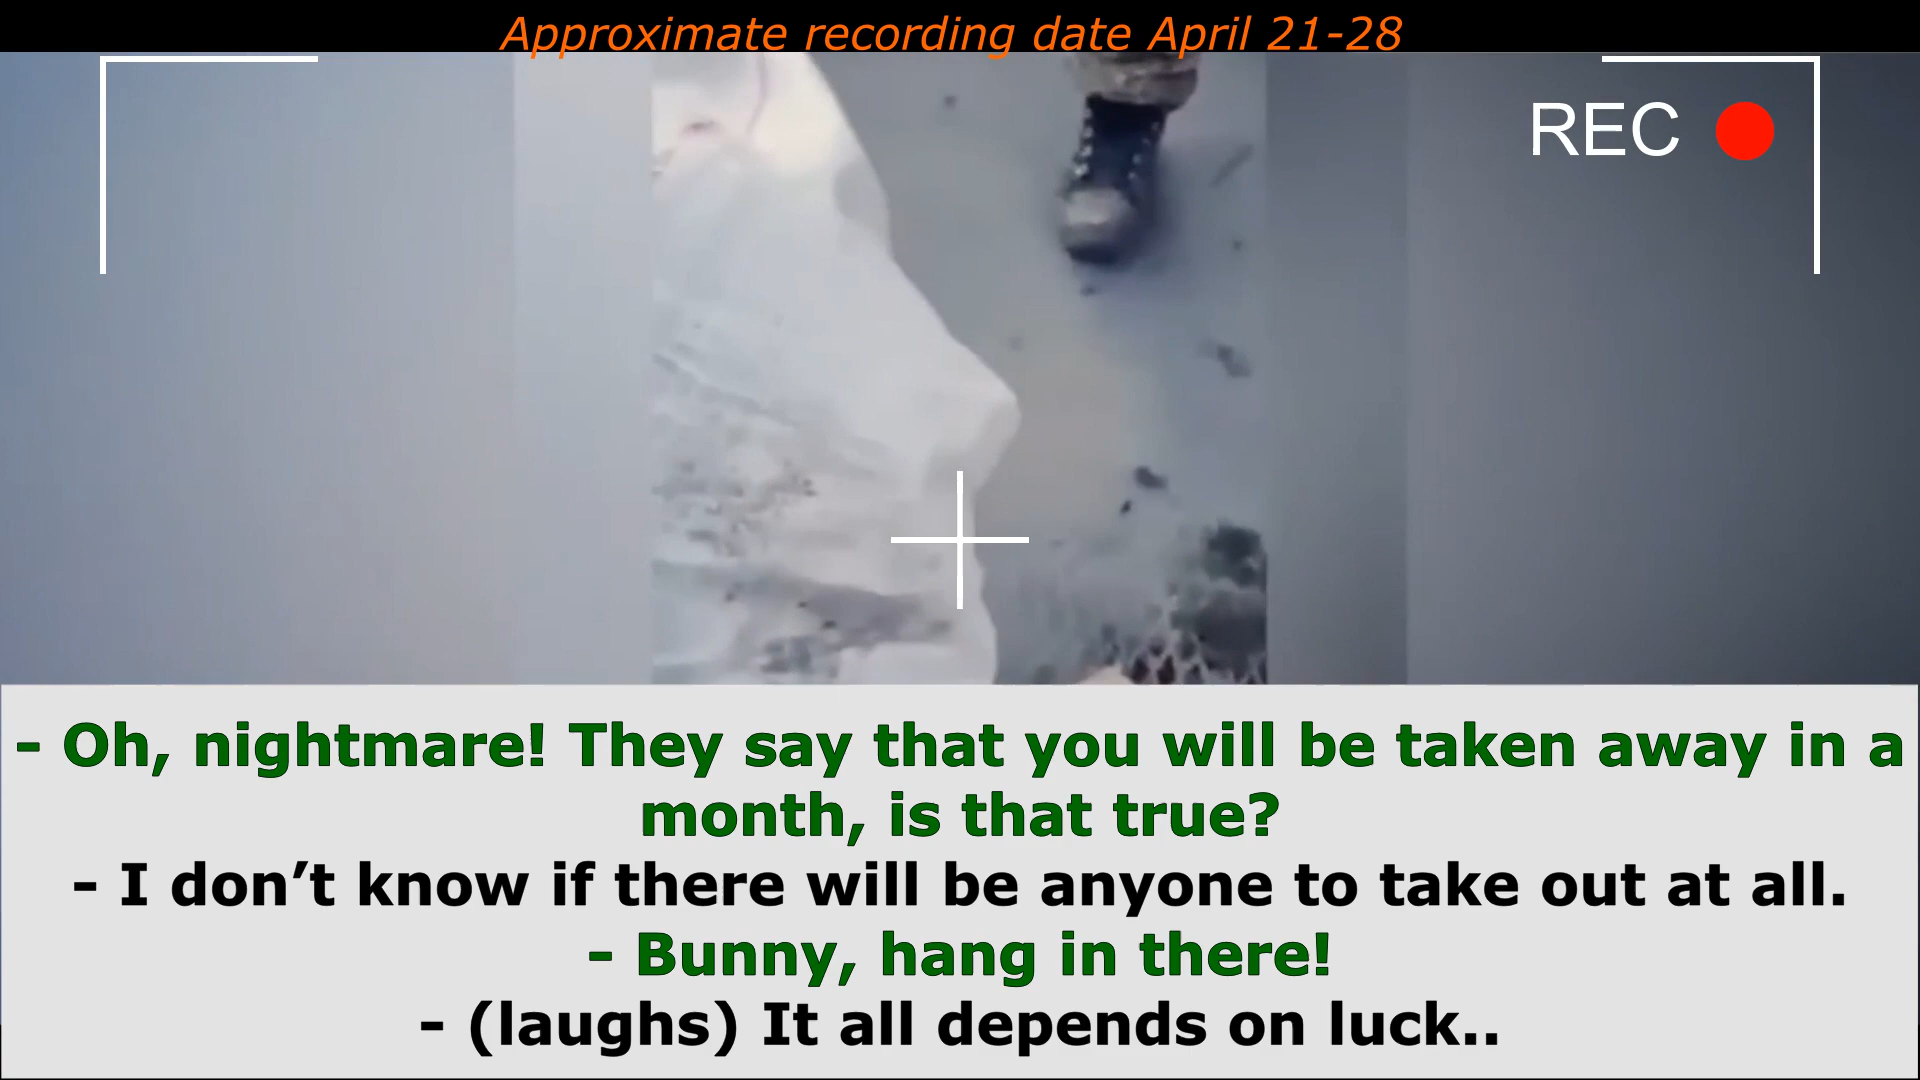 Approximate recording date April 21-28
REC
- Oh, nightmare! They say that you will be taken away in a
month, is that true?
- I don’t know if there will be anyone to take out at all.
- Bunny, hang in there!
- (laughs) It all depends on luck..